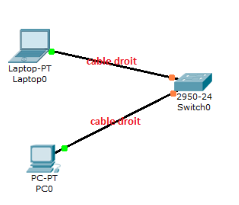 cable droit
Laptop-PT
Laptop0
2950-24
Switch0
cable droit
PC-PT
PC0